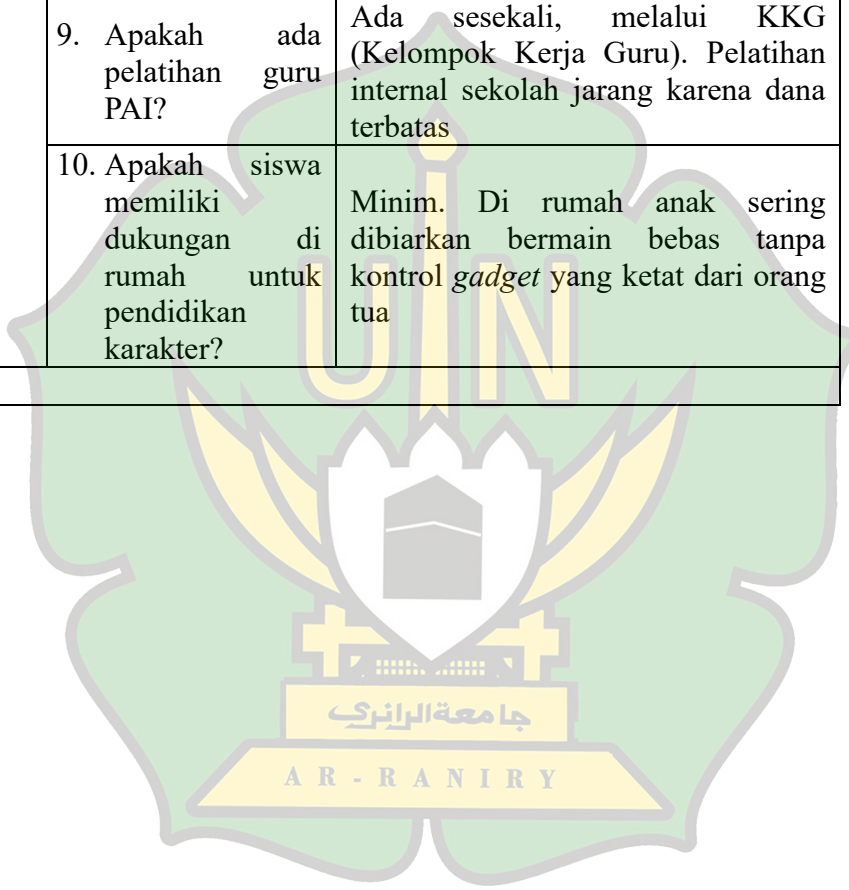 9. Apakah ada
pelatihan guru
PAI?
Ada sesekali, melalui KKG
(Kelompok Kerja Guru). Pelatihan
internal sekolah jarang karena dana
terbatas
10. Apakah siswa
memiliki
dukungan di
rumah untuk
pendidikan
karakter?
Minim. Di rumah anak sering
dibiarkan bermain bebas tanpa
kontrol gadget yang ketat dari orang
tua
UIN
جامعة الرانري
AR-RANIRY